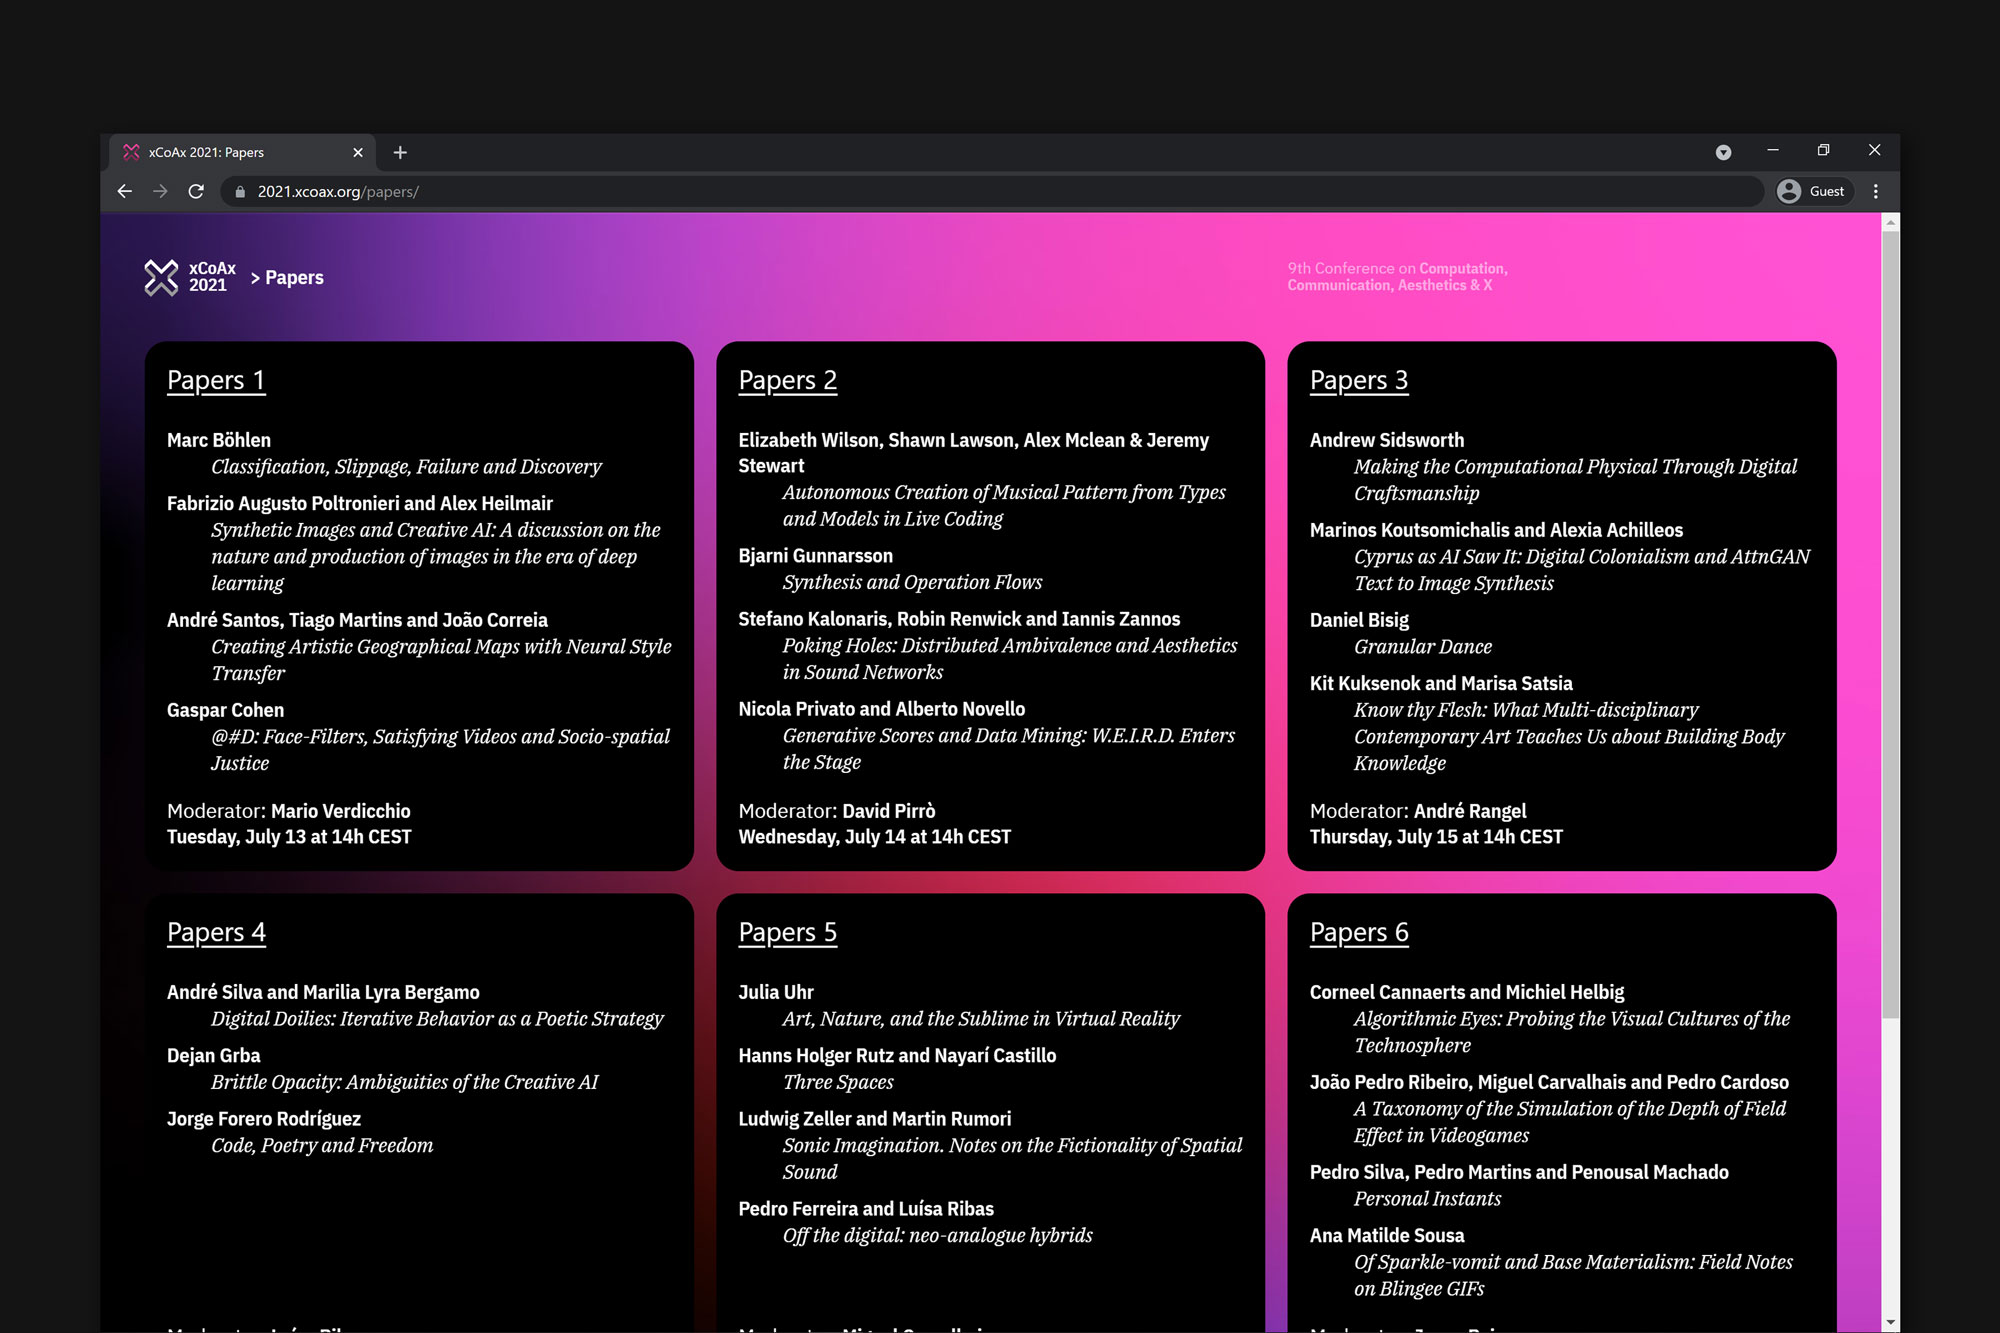 xCoAx 2021: Papers
2021.xcoax.org/papers/
Guest
xCoAx
2021
> Papers
9th Conference on Computation,
Communication, Aesthetics & X
Papers 1
Marc Böhlen
Classification, Slippage, Failure and Discovery
Fabrizio Augusto Poltronieri and Alex Heilmair
Synthetic Images and Creative AI: A discussion on the
nature and production of images in the era of deep
learning
André Santos, Tiago Martins and João Correia
Creating Artistic Geographical Maps with Neural Style
Transfer
Gaspar Cohen
@#D: Face-Filters, Satisfying Videos and Socio-spatial
Justice
Moderator: Mario Verdicchio
Tuesday, July 13 at 14h CEST
Papers 2
Elizabeth Wilson, Shawn Lawson, Alex Mclean & Jeremy
Stewart
Autonomous Creation of Musical Pattern from Types
and Models in Live Coding
Bjarni Gunnarsson
Synthesis and Operation Flows
Stefano Kalonaris, Robin Renwick and Iannis Zannos
Poking Holes: Distributed Ambivalence and Aesthetics
in Sound Networks
Nicola Privato and Alberto Novello
Generative Scores and Data Mining: W.E.I.R.D. Enters
the Stage
Moderator: David Pirrò
Wednesday, July 14 at 14h CEST
Papers 3
Andrew Sidsworth
Making the Computational Physical Through Digital
Craftsmanship
Marinos Koutsomichalis and Alexia Achilleos
Cyprus as AI Saw It: Digital Colonialism and AttnGAN
Text to Image Synthesis
Daniel Bisig
Granular Dance
Kit Kuksenok and Marisa Satsia
Know thy Flesh: What Multi-disciplinary
Contemporary Art Teaches Us about Building Body
Knowledge
Moderator: André Rangel
Thursday, July 15 at 14h CEST
Papers 4
André Silva and Marilia Lyra Bergamo
Digital Doilies: Iterative Behavior as a Poetic Strategy
Dejan Grba
Brittle Opacity: Ambiguities of the Creative AI
Jorge Forero Rodríguez
Code, Poetry and Freedom
Papers 5
Julia Uhr
Art, Nature, and the Sublime in Virtual Reality
Hanns Holger Rutz and Nayarí Castillo
Three Spaces
Ludwig Zeller and Martin Rumori
Sonic Imagination. Notes on the Fictionality of Spatial
Sound
Pedro Ferreira and Luísa Ribas
Off the digital: neo-analogue hybrids
Papers 6
Corneel Cannaerts and Michiel Helbig
Algorithmic Eyes: Probing the Visual Cultures of the
Technosphere
João Pedro Ribeiro, Miguel Carvalhais and Pedro Cardoso
A Taxonomy of the Simulation of the Depth of Field
Effect in Videogames
Pedro Silva, Pedro Martins and Penousal Machado
Personal Instants
Ana Matilde Sousa
Of Sparkle-vomit and Base Materialism: Field Notes
on Blingee GIFs